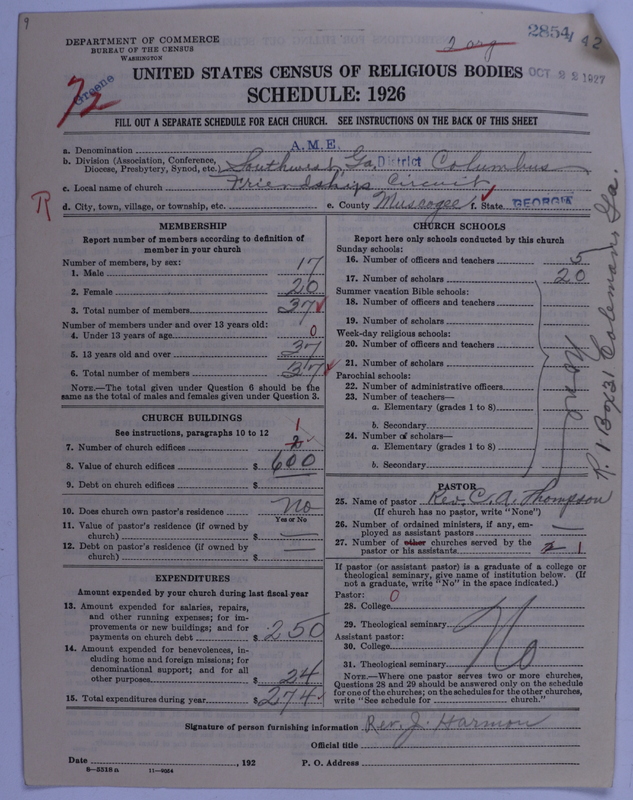 9
DEPARTMENT OF COMMERCE
BUREAU OF THE CENSUS
WASHINGTON
2 org
2854 42
OCT 22 1927
Greene
72
UNITED STATES CENSUS OF RELIGIOUS BODIES
SCHEDULE: 1926
FILL OUT A SEPARATE SCHEDULE FOR EACH CHURCH. SEE INSTRUCTIONS ON THE BACK OF THIS SHEET
a. Denomination A.M.E.
b. Division (Association, Conference, Diocese, Presbytery, Synod, etc.) Southwest, Ga, District Columbus
c. Local name of church Friendships Circuit
R
d. City, town, village, or township, etc. e. County Muscogee f. State GEORGIA
MEMBERSHIP
Report number of members according to definition of
member in your church
Number of members, by sex:
1. Male 17
2. Female 20
3. Total number of members 37
Number of members under and over 13 years old:
4. Under 13 years of age 0
5. 13 years old and over 37
6. Total number of members 37
NOTE.—The total given under Question 6 should be the
same as the total of males and females given under Question 3.
CHURCH BUILDINGS
See instructions, paragraphs 10 to 12
1
7. Number of church edifices 2
8. Value of church edifices $ 600
9. Debt on church edifices $
10. Does church own pastor's residence No
Yes or No
11. Value of pastor's residence (if owned by
church) $
12. Debt on pastor's residence (if owned by
church) $
EXPENDITURES
Amount expended by your church during last fiscal year
13. Amount expended for salaries, repairs,
and other running expenses; for im-
provements or new buildings; and for
payments on church debt $ 250
14. Amount expended for benevolences, in-
cluding home and foreign missions; for
denominational support; and for all
other purposes $ 24
15. Total expenditures during year $ 274
CHURCH SCHOOLS
Report here only schools conducted by this church
Sunday schools:
16. Number of officers and teachers 5
17. Number of scholars 20
Summer vacation Bible schools:
18. Number of officers and teachers
19. Number of scholars
Week-day religious schools:
20. Number of officers and teachers
21. Number of scholars
Parochial schools:
22. Number of administrative officers
23. Number of teachers—
a. Elementary (grades 1 to 8)
b. Secondary
24. Number of scholars—
a. Elementary (grades 1 to 8)
b. Secondary
none
R. 1 Box 31 Coleman, Ga.
PASTOR
25. Name of pastor Rev. C. A. Thompson
(If church has no pastor, write "None")
26. Number of ordained ministers, if any, em-
ployed as assistant pastors
27. Number of other churches served by the
pastor or his assistants 2 1
If pastor (or assistant pastor) is a graduate of a college or
theological seminary, give name of institution below. (If
not a graduate, write "No" in the space indicated.)
Pastor:
28. College 0
29. Theological seminary
Assistant pastor:
30. College
31. Theological seminary
No
NOTE.—Where one pastor serves two or more churches,
Questions 28 and 29 should be answered only on the schedule
for one of the churches; on the schedules for the other churches,
write "See schedule for church."
Signature of person furnishing information Rev. J. Harmon
Official title
Date , 192 P. O. Address
8—5518 a 11—9054